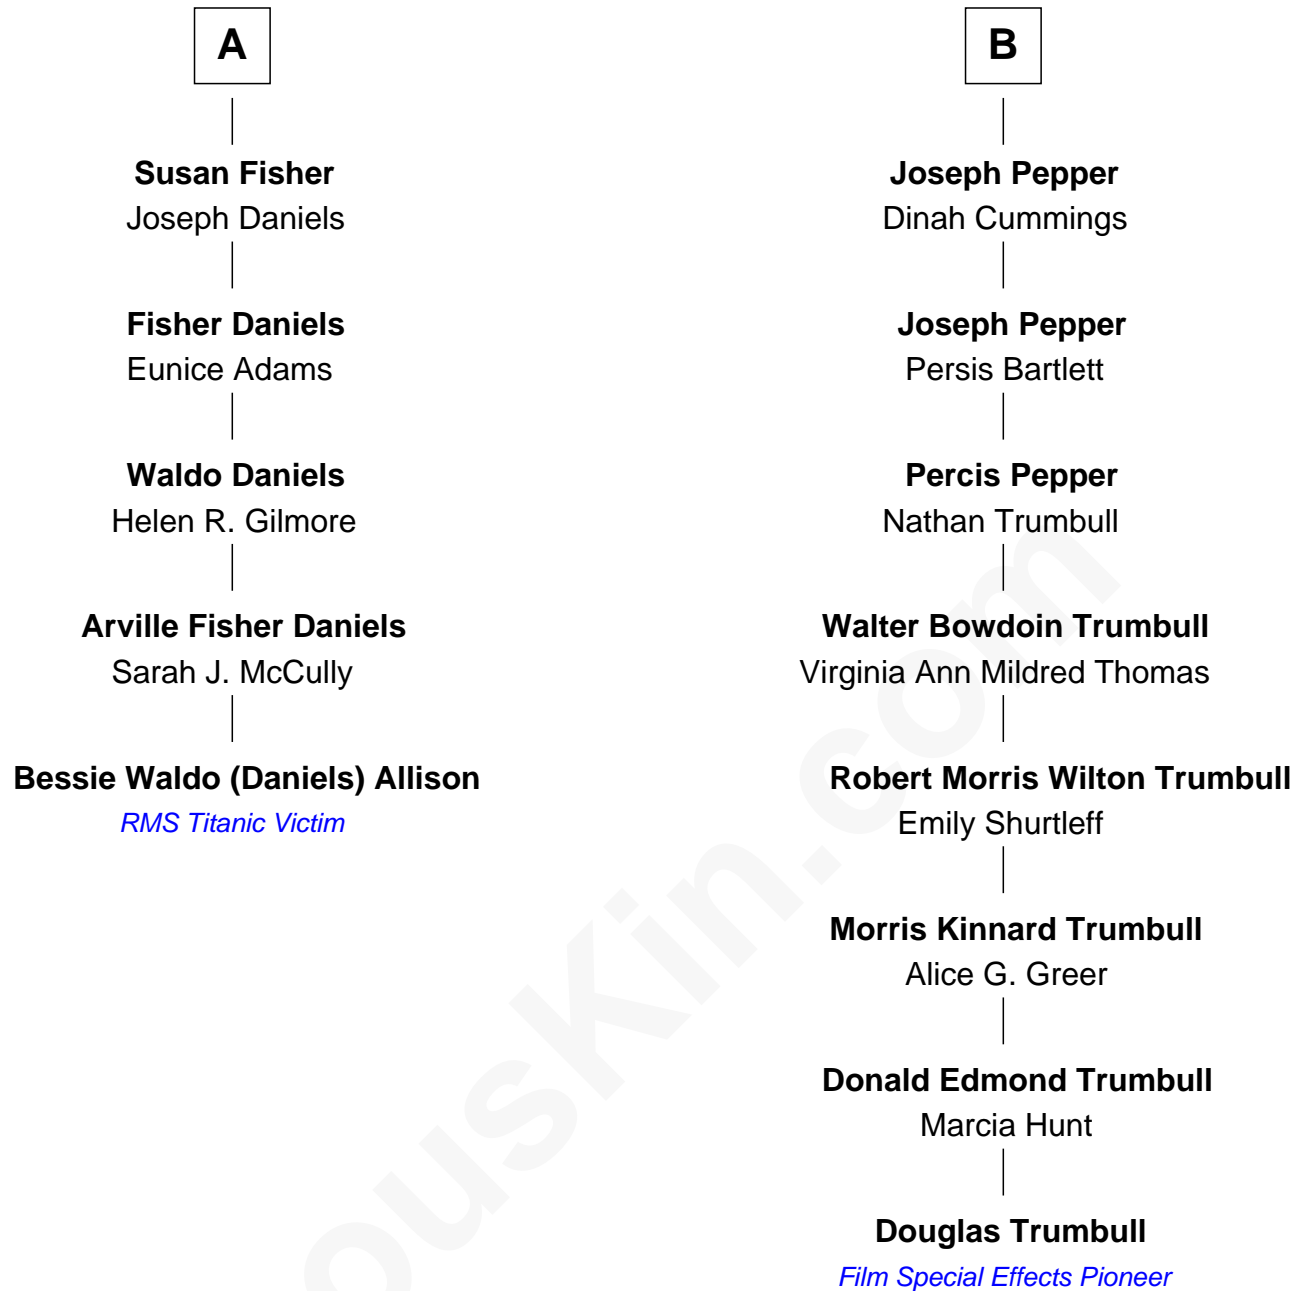 A
Susan Fisher
Joseph Daniels
Fisher Daniels
Eunice Adams
Waldo Daniels
Helen R. Gilmore
Arville Fisher Daniels
Sarah J. McCully
Bessie Waldo (Daniels) Allison
RMS Titanic Victim
B
Joseph Pepper
Dinah Cummings
Joseph Pepper
Persis Bartlett
Percis Pepper
Nathan Trumbull
Walter Bowdoin Trumbull
Virginia Ann Mildred Thomas
Robert Morris Wilton Trumbull
Emily Shurtleff
Morris Kinnard Trumbull
Alice G. Greer
Donald Edmond Trumbull
Marcia Hunt
Douglas Trumbull
Film Special Effects Pioneer
ousKin.com